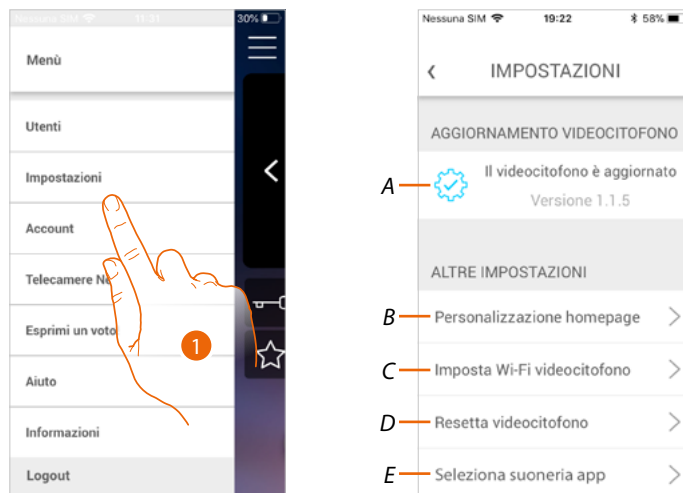 Nessuna SIM 11:31 30%
Menù
Utenti
Impostazioni
Account
Telecamere Ne
Esprimi un voto
Aiuto
Informazioni
Logout
1
Nessuna SIM 19:22 58%
IMPOSTAZIONI
AGGIORNAMENTO VIDEOCITOFONO
A
Il videocitofono è aggiornato
Versione 1.1.5
ALTRE IMPOSTAZIONI
B Personalizzazione homepage
C Imposta Wi-Fi videocitofono
D Resetta videocitofono
E Seleziona suoneria app